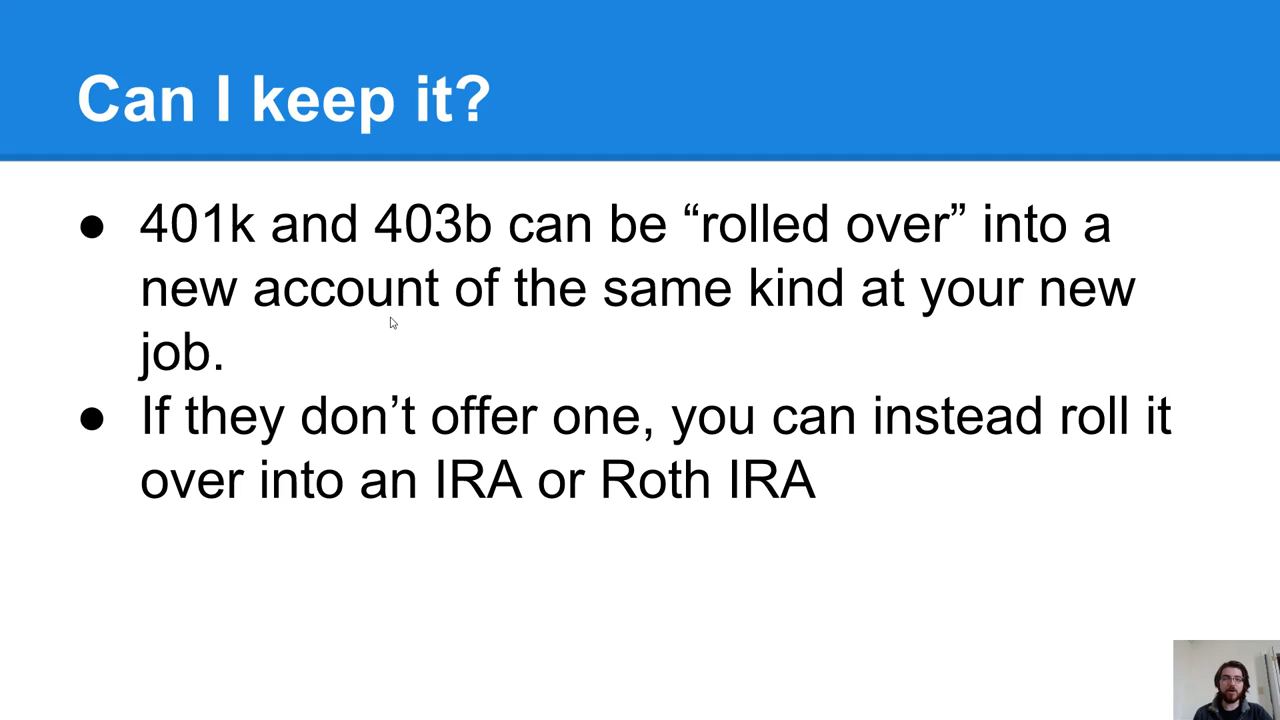 Can I keep it?
● 401k and 403b can be “rolled over” into a
new account of the same kind at your new
job.
● If they don’t offer one, you can instead roll it
over into an IRA or Roth IRA